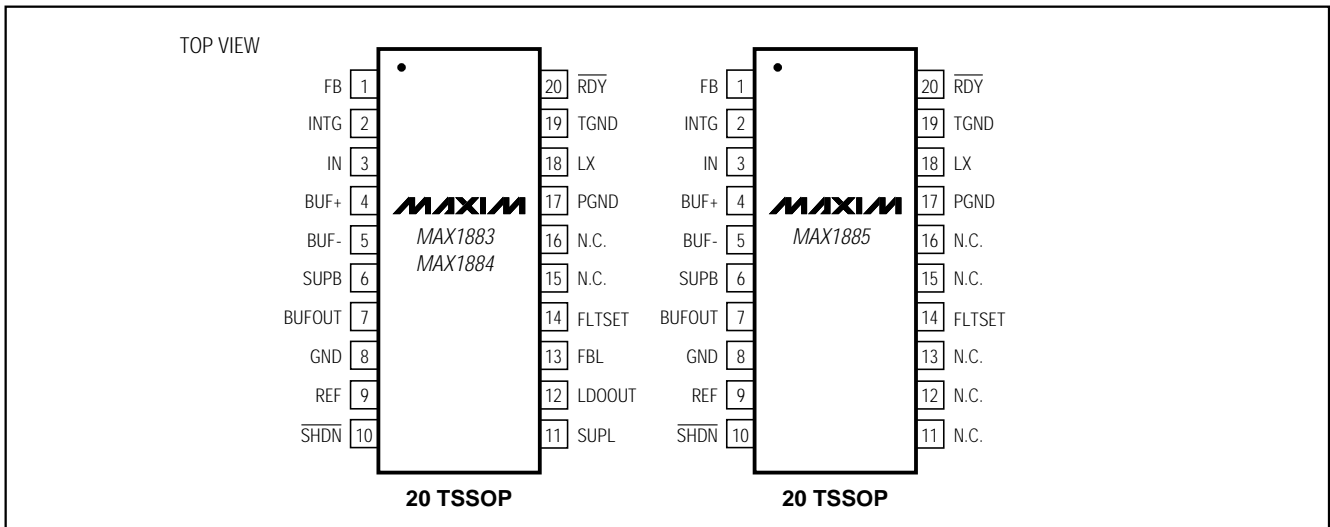 TOP VIEW
FB 1
INTG 2
IN 3
BUF+ 4
BUF- 5
SUPB 6
BUFOUT 7
GND 8
REF 9
SHDN 10
MAXIM
MAX1883
MAX1884
20 RDY
19 TGND
18 LX
17 PGND
16 N.C.
15 N.C.
14 FLTSET
13 FBL
12 LDOOUT
11 SUPL
20 TSSOP
FB 1
INTG 2
IN 3
BUF+ 4
BUF- 5
SUPB 6
BUFOUT 7
GND 8
REF 9
SHDN 10
MAXIM
MAX1885
20 RDY
19 TGND
18 LX
17 PGND
16 N.C.
15 N.C.
14 FLTSET
13 N.C.
12 N.C.
11 N.C.
20 TSSOP